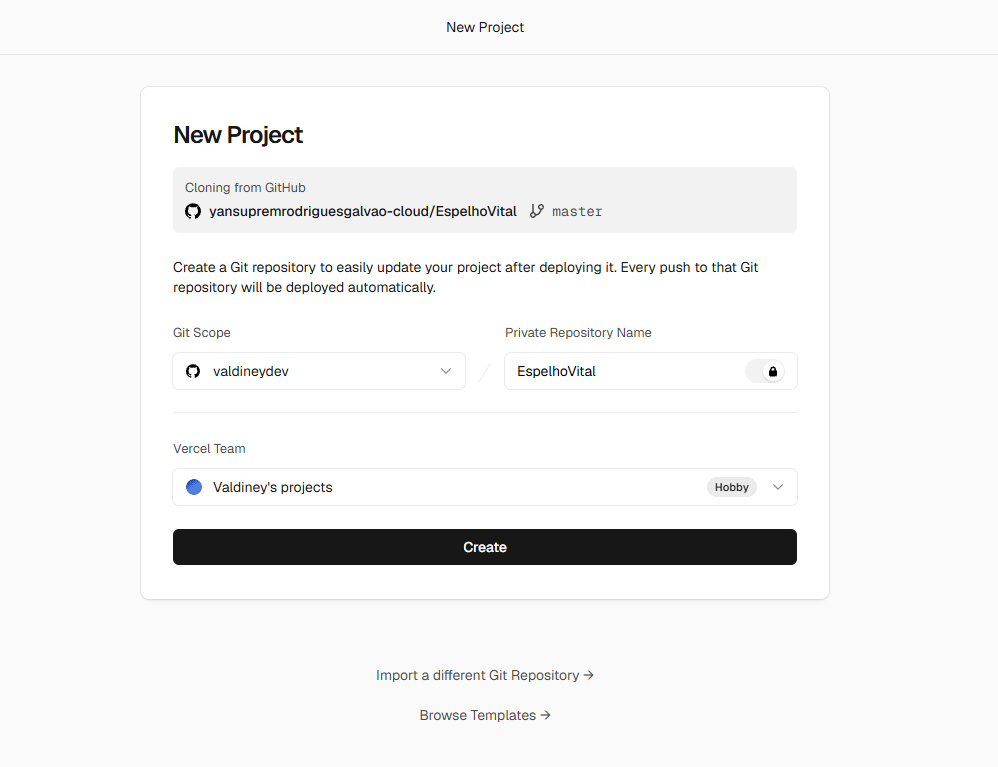 New Project
New Project
Cloning from GitHub
yansupremrodriguesgalvao-cloud/EspelhoVital master
Create a Git repository to easily update your project after deploying it. Every push to that Git
repository will be deployed automatically.
Git Scope
Private Repository Name
valdineydev
EspelhoVital
Vercel Team
Valdiney's projects Hobby
Create
Import a different Git Repository →
Browse Templates →